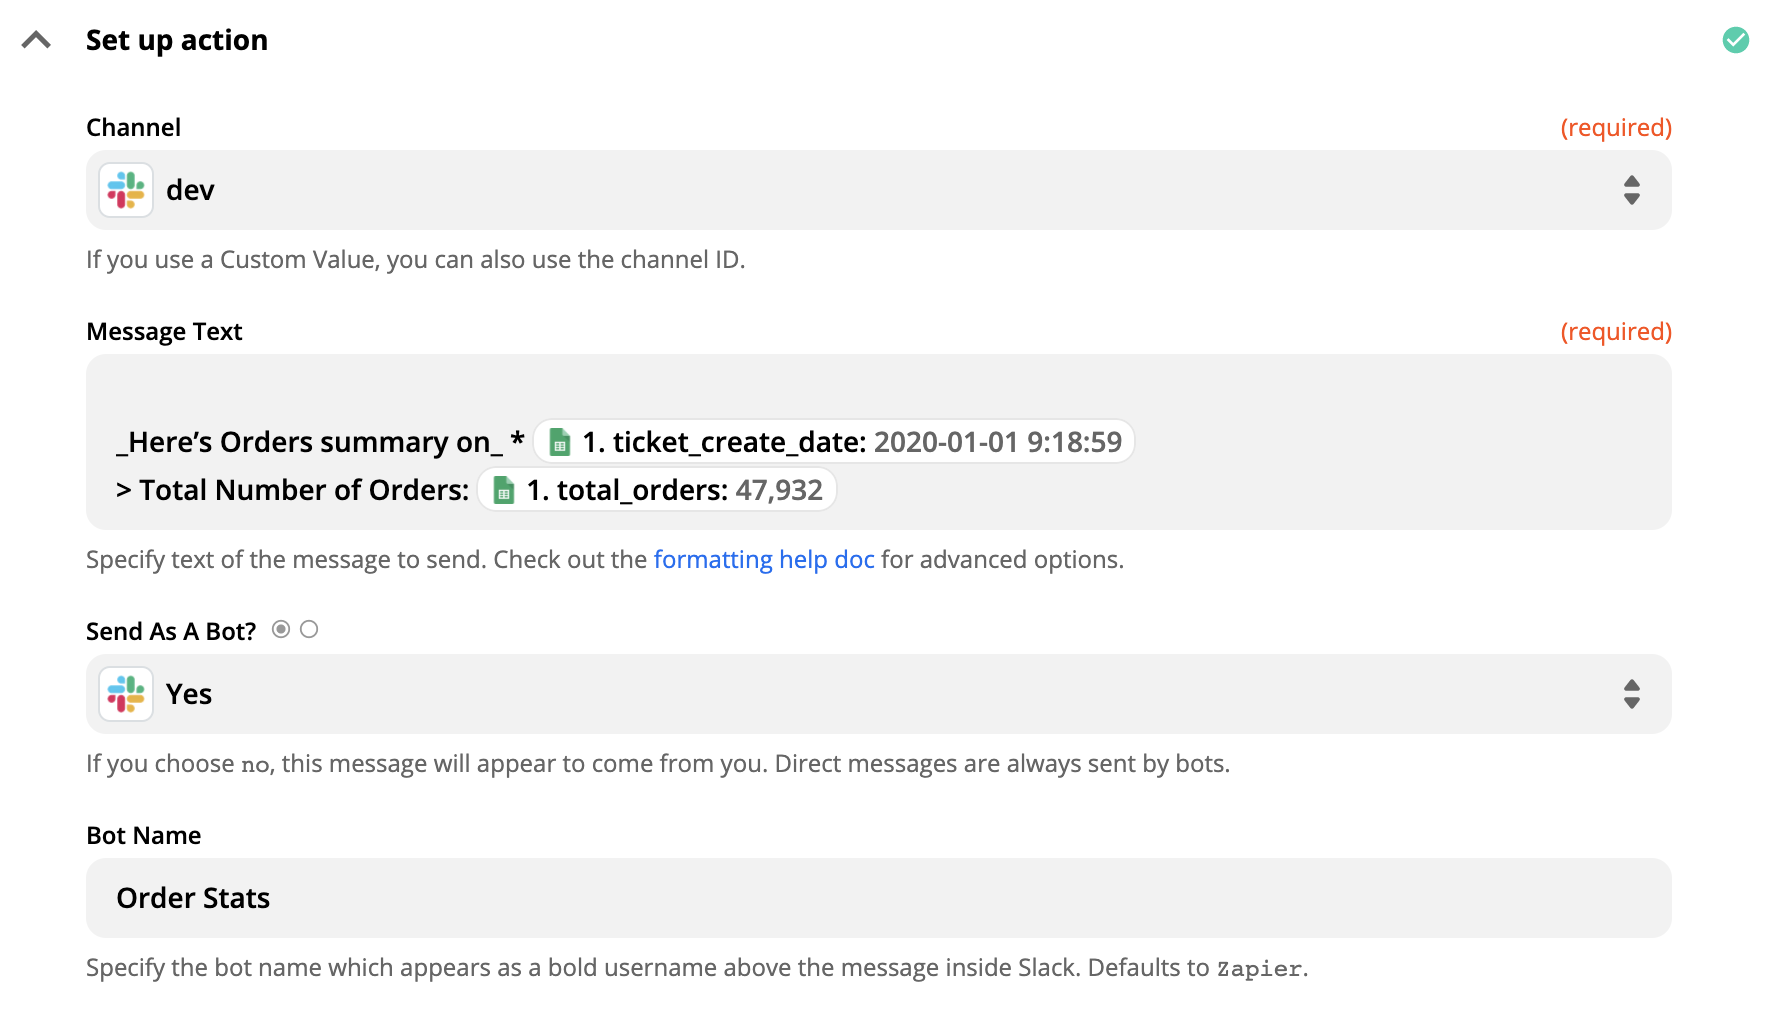 Set up action
Channel (required)
dev
If you use a Custom Value, you can also use the channel ID.
Message Text (required)
_Here’s Orders summary on_ * 1. ticket_create_date: 2020-01-01 9:18:59
> Total Number of Orders: 1. total_orders: 47,932
Specify text of the message to send. Check out the formatting help doc for advanced options.
Send As A Bot?
Yes
If you choose no, this message will appear to come from you. Direct messages are always sent by bots.
Bot Name
Order Stats
Specify the bot name which appears as a bold username above the message inside Slack. Defaults to Zapier.